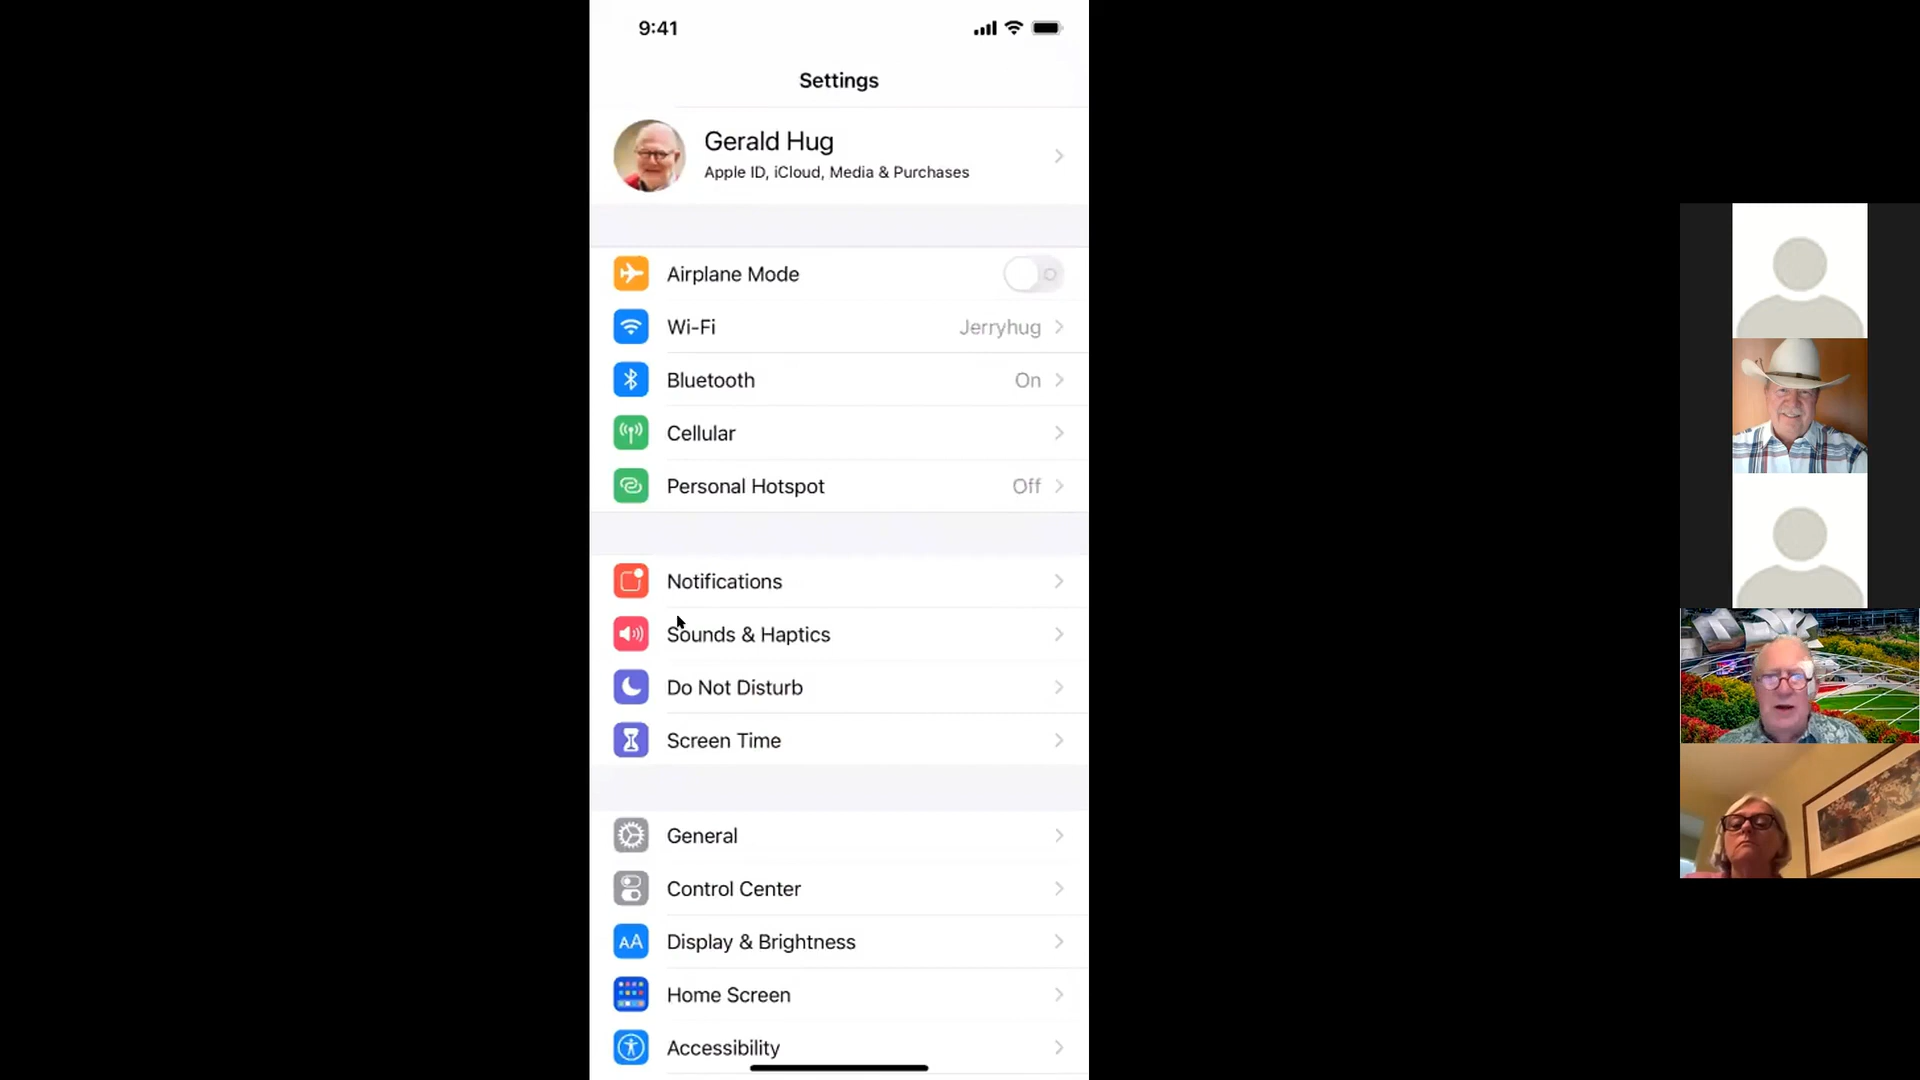 9:41
Settings
Gerald Hug
Apple ID, iCloud, Media & Purchases
Airplane Mode
Wi-Fi Jerryhug
Bluetooth On
Cellular
Personal Hotspot Off
Notifications
Sounds & Haptics
Do Not Disturb
Screen Time
General
Control Center
AA Display & Brightness
Home Screen
Accessibility